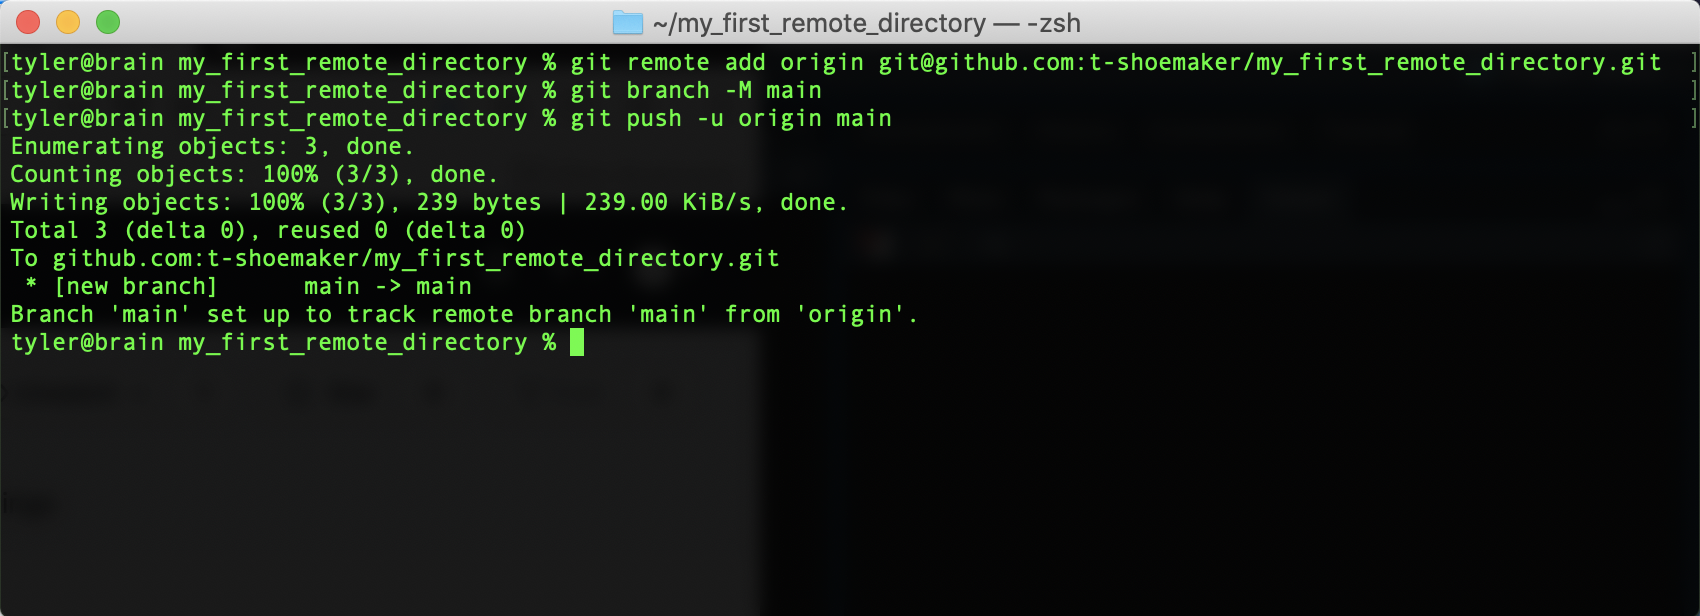 ~/my_first_remote_directory — -zsh
[tyler@brain my_first_remote_directory % git remote add origin git@github.com:t-shoemaker/my_first_remote_directory.git ]
[tyler@brain my_first_remote_directory % git branch -M main ]
[tyler@brain my_first_remote_directory % git push -u origin main ]
Enumerating objects: 3, done.
Counting objects: 100% (3/3), done.
Writing objects: 100% (3/3), 239 bytes | 239.00 KiB/s, done.
Total 3 (delta 0), reused 0 (delta 0)
To github.com:t-shoemaker/my_first_remote_directory.git
 * [new branch]      main -> main
Branch 'main' set up to track remote branch 'main' from 'origin'.
tyler@brain my_first_remote_directory %